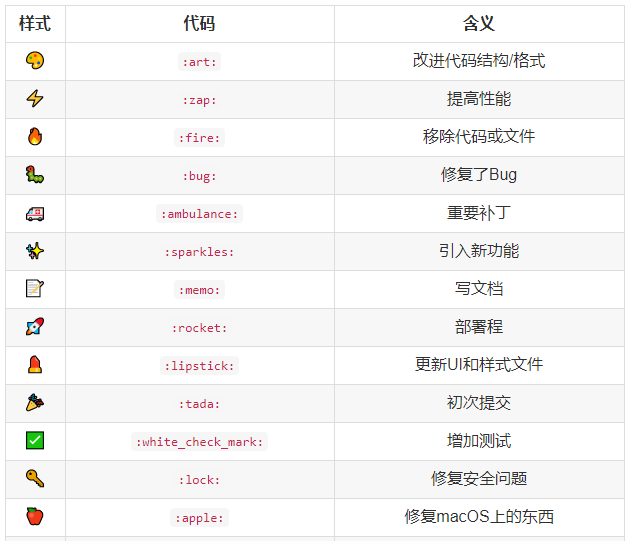 样式 代码 含义
:art: 改进代码结构/格式
:zap: 提高性能
:fire: 移除代码或文件
:bug: 修复了Bug
:ambulance: 重要补丁
:sparkles: 引入新功能
:memo: 写文档
:rocket: 部署程
:lipstick: 更新UI和样式文件
:tada: 初次提交
:white_check_mark: 增加测试
:lock: 修复安全问题
:apple: 修复macOS上的东西